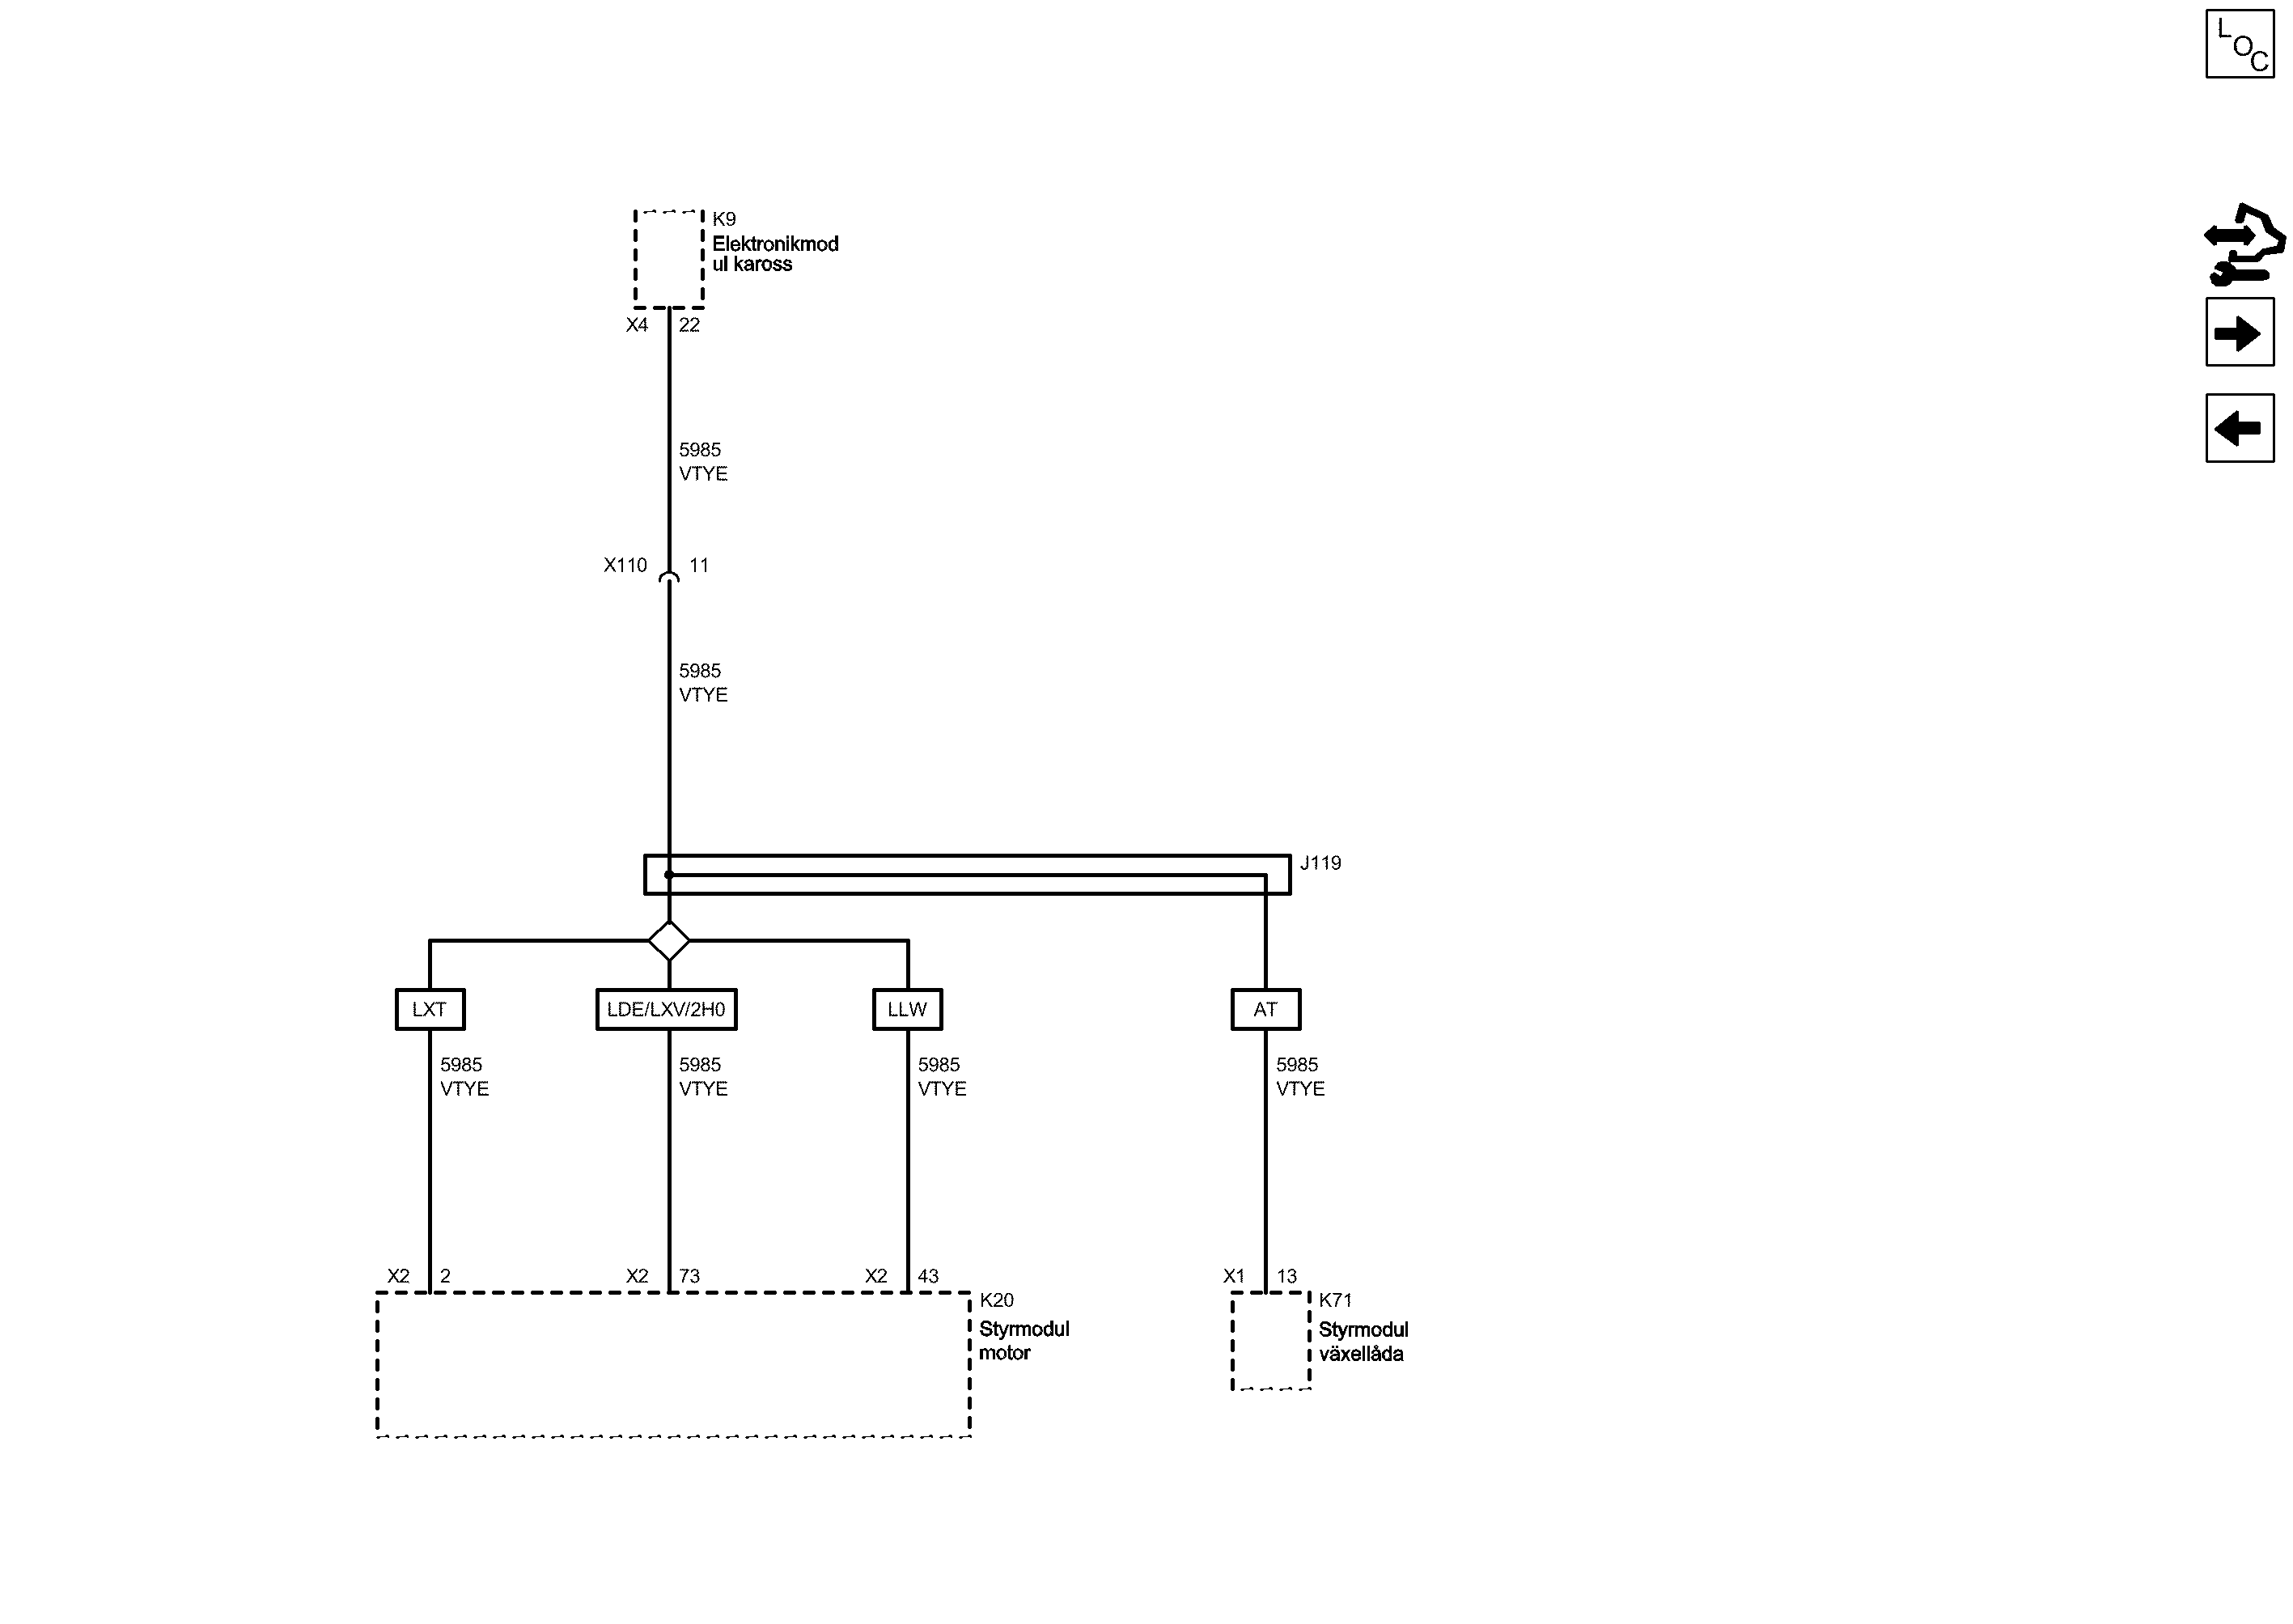 L
O
C
K9
Elektronikmod
ul kaross
X4 22
5985
VTYE
X110 11
5985
VTYE
J119
LXT LDE/LXV/2H0 LLW AT
5985 5985 5985 5985
VTYE VTYE VTYE VTYE
X2 2 X2 73 X2 43 X1 13
K20 K71
Styrmodul Styrmodul
motor växellåda